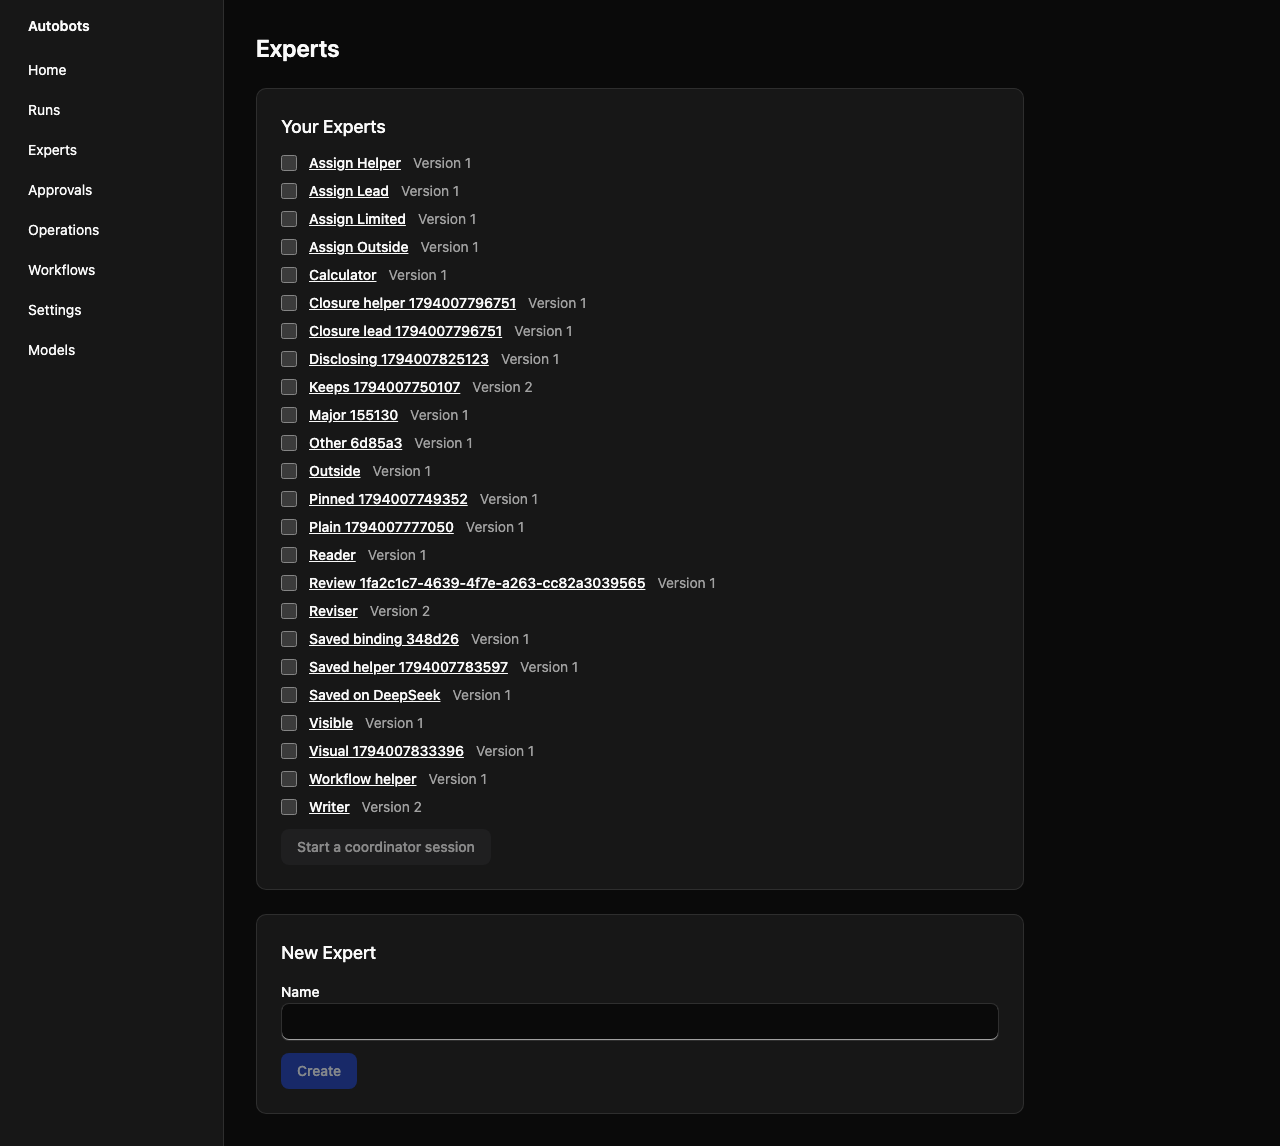 Autobots
Home
Runs
Experts
Approvals
Operations
Workflows
Settings
Models
Experts
Your Experts
Assign Helper Version 1
Assign Lead Version 1
Assign Limited Version 1
Assign Outside Version 1
Calculator Version 1
Closure helper 1794007796751 Version 1
Closure lead 1794007796751 Version 1
Disclosing 1794007825123 Version 1
Keeps 1794007750107 Version 2
Major 155130 Version 1
Other 6d85a3 Version 1
Outside Version 1
Pinned 1794007749352 Version 1
Plain 1794007777050 Version 1
Reader Version 1
Review 1fa2c1c7-4639-4f7e-a263-cc82a3039565 Version 1
Reviser Version 2
Saved binding 348d26 Version 1
Saved helper 1794007783597 Version 1
Saved on DeepSeek Version 1
Visible Version 1
Visual 1794007833396 Version 1
Workflow helper Version 1
Writer Version 2
Start a coordinator session
New Expert
Name
Create